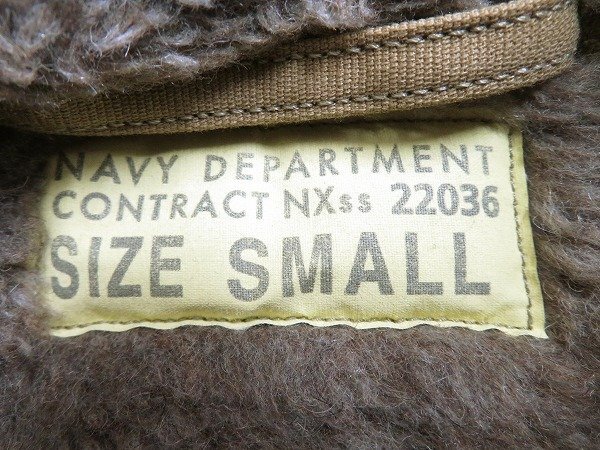 NAVY DEPARTMENT
CONTRACT NXss 22036
SIZE SMALL